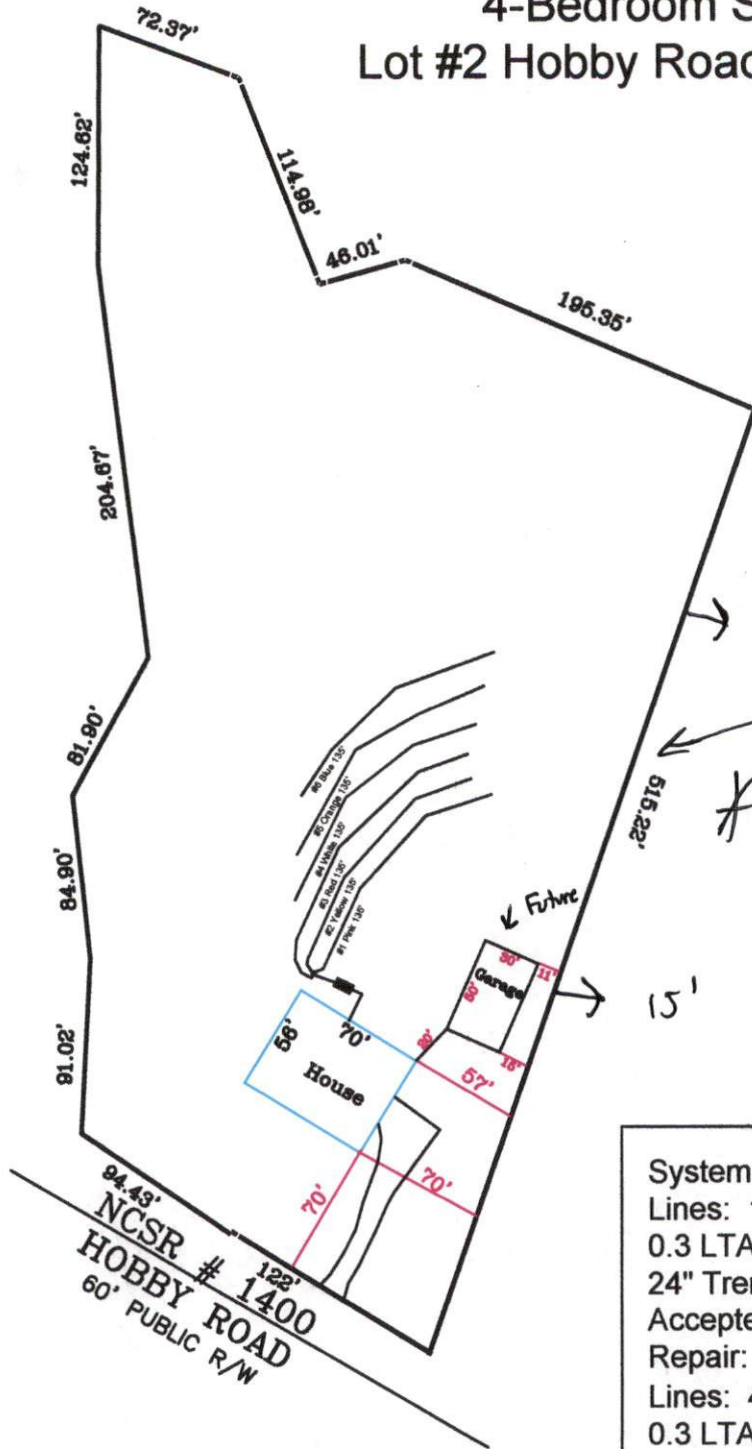 4-Bedroom S
Lot #2 Hobby Road
72.37'
124.62'
114.98'
46.01'
195.35'
204.67'
81.90'
515.22'
#6 Blue 135'
#5 Orange 135'
#4 White 135'
#3 Red 135'
#2 Yellow 135'
#1 Pink 135'
84.90'
Future
30'
11'
Garage
15'
20'
15'
56'
70'
House
57'
91.02'
70'
70'
94.43'
122'
NCSR # 1400
HOBBY ROAD
60' PUBLIC R/W
System
Lines:
0.3 LTA
24" Tre
Accepte
Repair:
Lines: 4
0.3 LTA